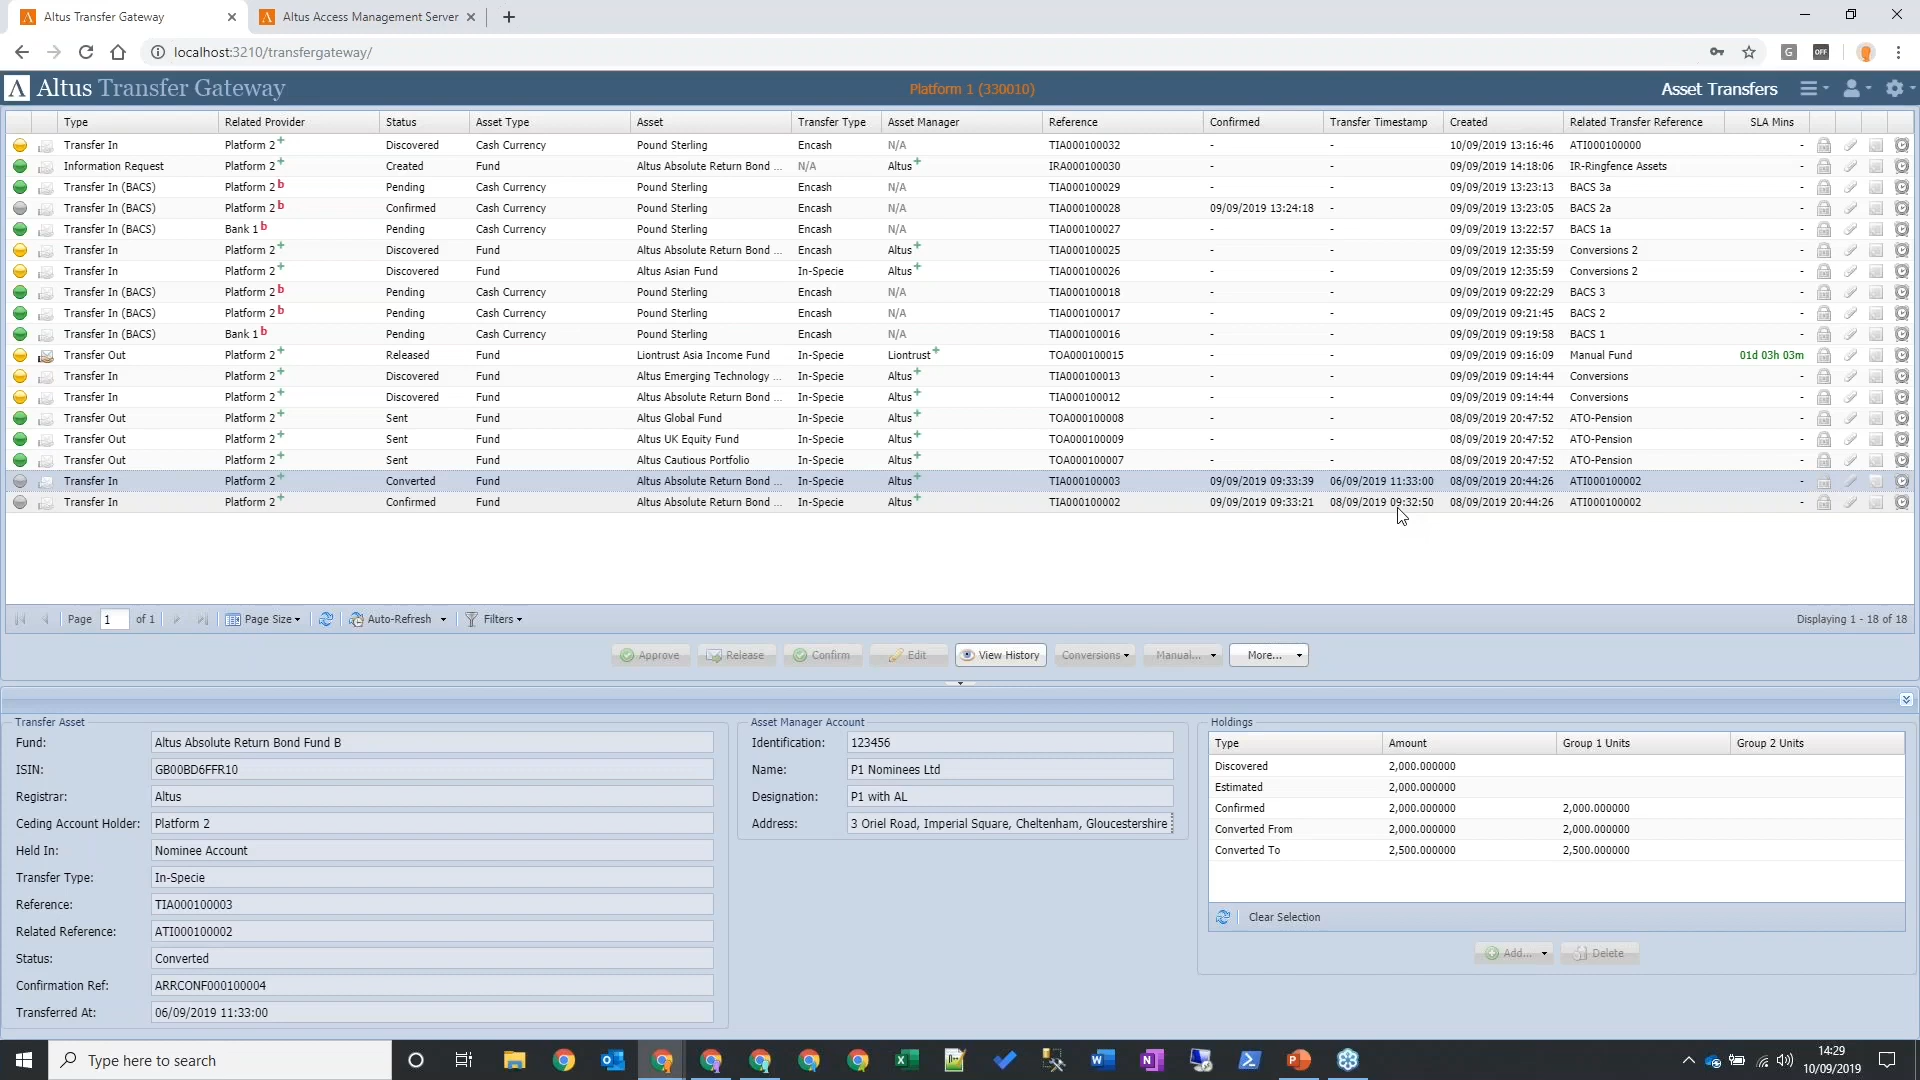 Altus Transfer Gateway
Altus Access Management Server
localhost:3210/transfergateway/
G OFF
Altus Transfer Gateway
Platform 1 (330010)
Asset Transfers
Type Related Provider Status Asset Type Asset Transfer Type Asset Manager Reference Confirmed Transfer Timestamp Created Related Transfer Reference SLA Mins
Transfer In Platform 2+ Discovered Cash Currency Pound Sterling Encash N/A TIA000100032 - - 10/09/2019 13:16:46 ATI000100000 -
Information Request Platform 2+ Created Fund Altus Absolute Return Bond ... N/A Altus+ IRA000100030 - - 09/09/2019 14:18:06 IR-Ringfence Assets -
Transfer In (BACS) Platform 2b Pending Cash Currency Pound Sterling Encash N/A TIA000100029 - - 09/09/2019 13:23:13 BACS 3a -
Transfer In (BACS) Platform 2b Confirmed Cash Currency Pound Sterling Encash N/A TIA000100028 09/09/2019 13:24:18 - 09/09/2019 13:23:05 BACS 2a -
Transfer In (BACS) Bank 1b Pending Cash Currency Pound Sterling Encash N/A TIA000100027 - - 09/09/2019 13:22:57 BACS 1a -
Transfer In Platform 2+ Discovered Fund Altus Absolute Return Bond ... Encash Altus+ TIA000100025 - - 09/09/2019 12:35:59 Conversions 2 -
Transfer In Platform 2+ Discovered Fund Altus Asian Fund In-Specie Altus+ TIA000100026 - - 09/09/2019 12:35:59 Conversions 2 -
Transfer In (BACS) Platform 2b Pending Cash Currency Pound Sterling Encash N/A TIA000100018 - - 09/09/2019 09:22:29 BACS 3 -
Transfer In (BACS) Platform 2b Pending Cash Currency Pound Sterling Encash N/A TIA000100017 - - 09/09/2019 09:21:45 BACS 2 -
Transfer In (BACS) Bank 1b Pending Cash Currency Pound Sterling Encash N/A TIA000100016 - - 09/09/2019 09:19:58 BACS 1 -
Transfer Out Platform 2+ Released Fund Liontrust Asia Income Fund In-Specie Liontrust+ TOA000100015 - - 09/09/2019 09:16:09 Manual Fund 01d 03h 03m
Transfer In Platform 2+ Discovered Fund Altus Emerging Technology ... In-Specie Altus+ TIA000100013 - - 09/09/2019 09:14:44 Conversions -
Transfer In Platform 2+ Discovered Fund Altus Absolute Return Bond ... In-Specie Altus+ TIA000100012 - - 09/09/2019 09:14:44 Conversions -
Transfer Out Platform 2+ Sent Fund Altus Global Fund In-Specie Altus+ TOA000100008 - - 08/09/2019 20:47:52 ATO-Pension -
Transfer Out Platform 2+ Sent Fund Altus UK Equity Fund In-Specie Altus+ TOA000100009 - - 08/09/2019 20:47:52 ATO-Pension -
Transfer Out Platform 2+ Sent Fund Altus Cautious Portfolio In-Specie Altus+ TOA000100007 - - 08/09/2019 20:47:52 ATO-Pension -
Transfer In Platform 2+ Converted Fund Altus Absolute Return Bond ... In-Specie Altus+ TIA000100003 09/09/2019 09:33:39 06/09/2019 11:33:00 08/09/2019 20:44:26 ATI000100002 -
Transfer In Platform 2+ Confirmed Fund Altus Absolute Return Bond ... In-Specie Altus+ TIA000100002 09/09/2019 09:33:21 08/09/2019 09:32:50 08/09/2019 20:44:26 ATI000100002 -
Page 1 of 1 Page Size Auto-Refresh Filters Displaying 1 - 18 of 18
Approve Release Confirm Edit View History Conversions Manual... More...
Transfer Asset
Fund: Altus Absolute Return Bond Fund B
ISIN: GB00BD6FFR10
Registrar: Altus
Ceding Account Holder: Platform 2
Held In: Nominee Account
Transfer Type: In-Specie
Reference: TIA000100003
Related Reference: ATI000100002
Status: Converted
Confirmation Ref: ARRCONF000100004
Transferred At: 06/09/2019 11:33:00
Asset Manager Account
Identification: 123456
Name: P1 Nominees Ltd
Designation: P1 with AL
Address: 3 Oriel Road, Imperial Square, Cheltenham, Gloucestershire
Holdings
Type Amount Group 1 Units Group 2 Units
Discovered 2,000.000000
Estimated 2,000.000000
Confirmed 2,000.000000 2,000.000000
Converted From 2,000.000000 2,000.000000
Converted To 2,500.000000 2,500.000000
Clear Selection
Add... Delete
Type here to search
14:29
10/09/2019